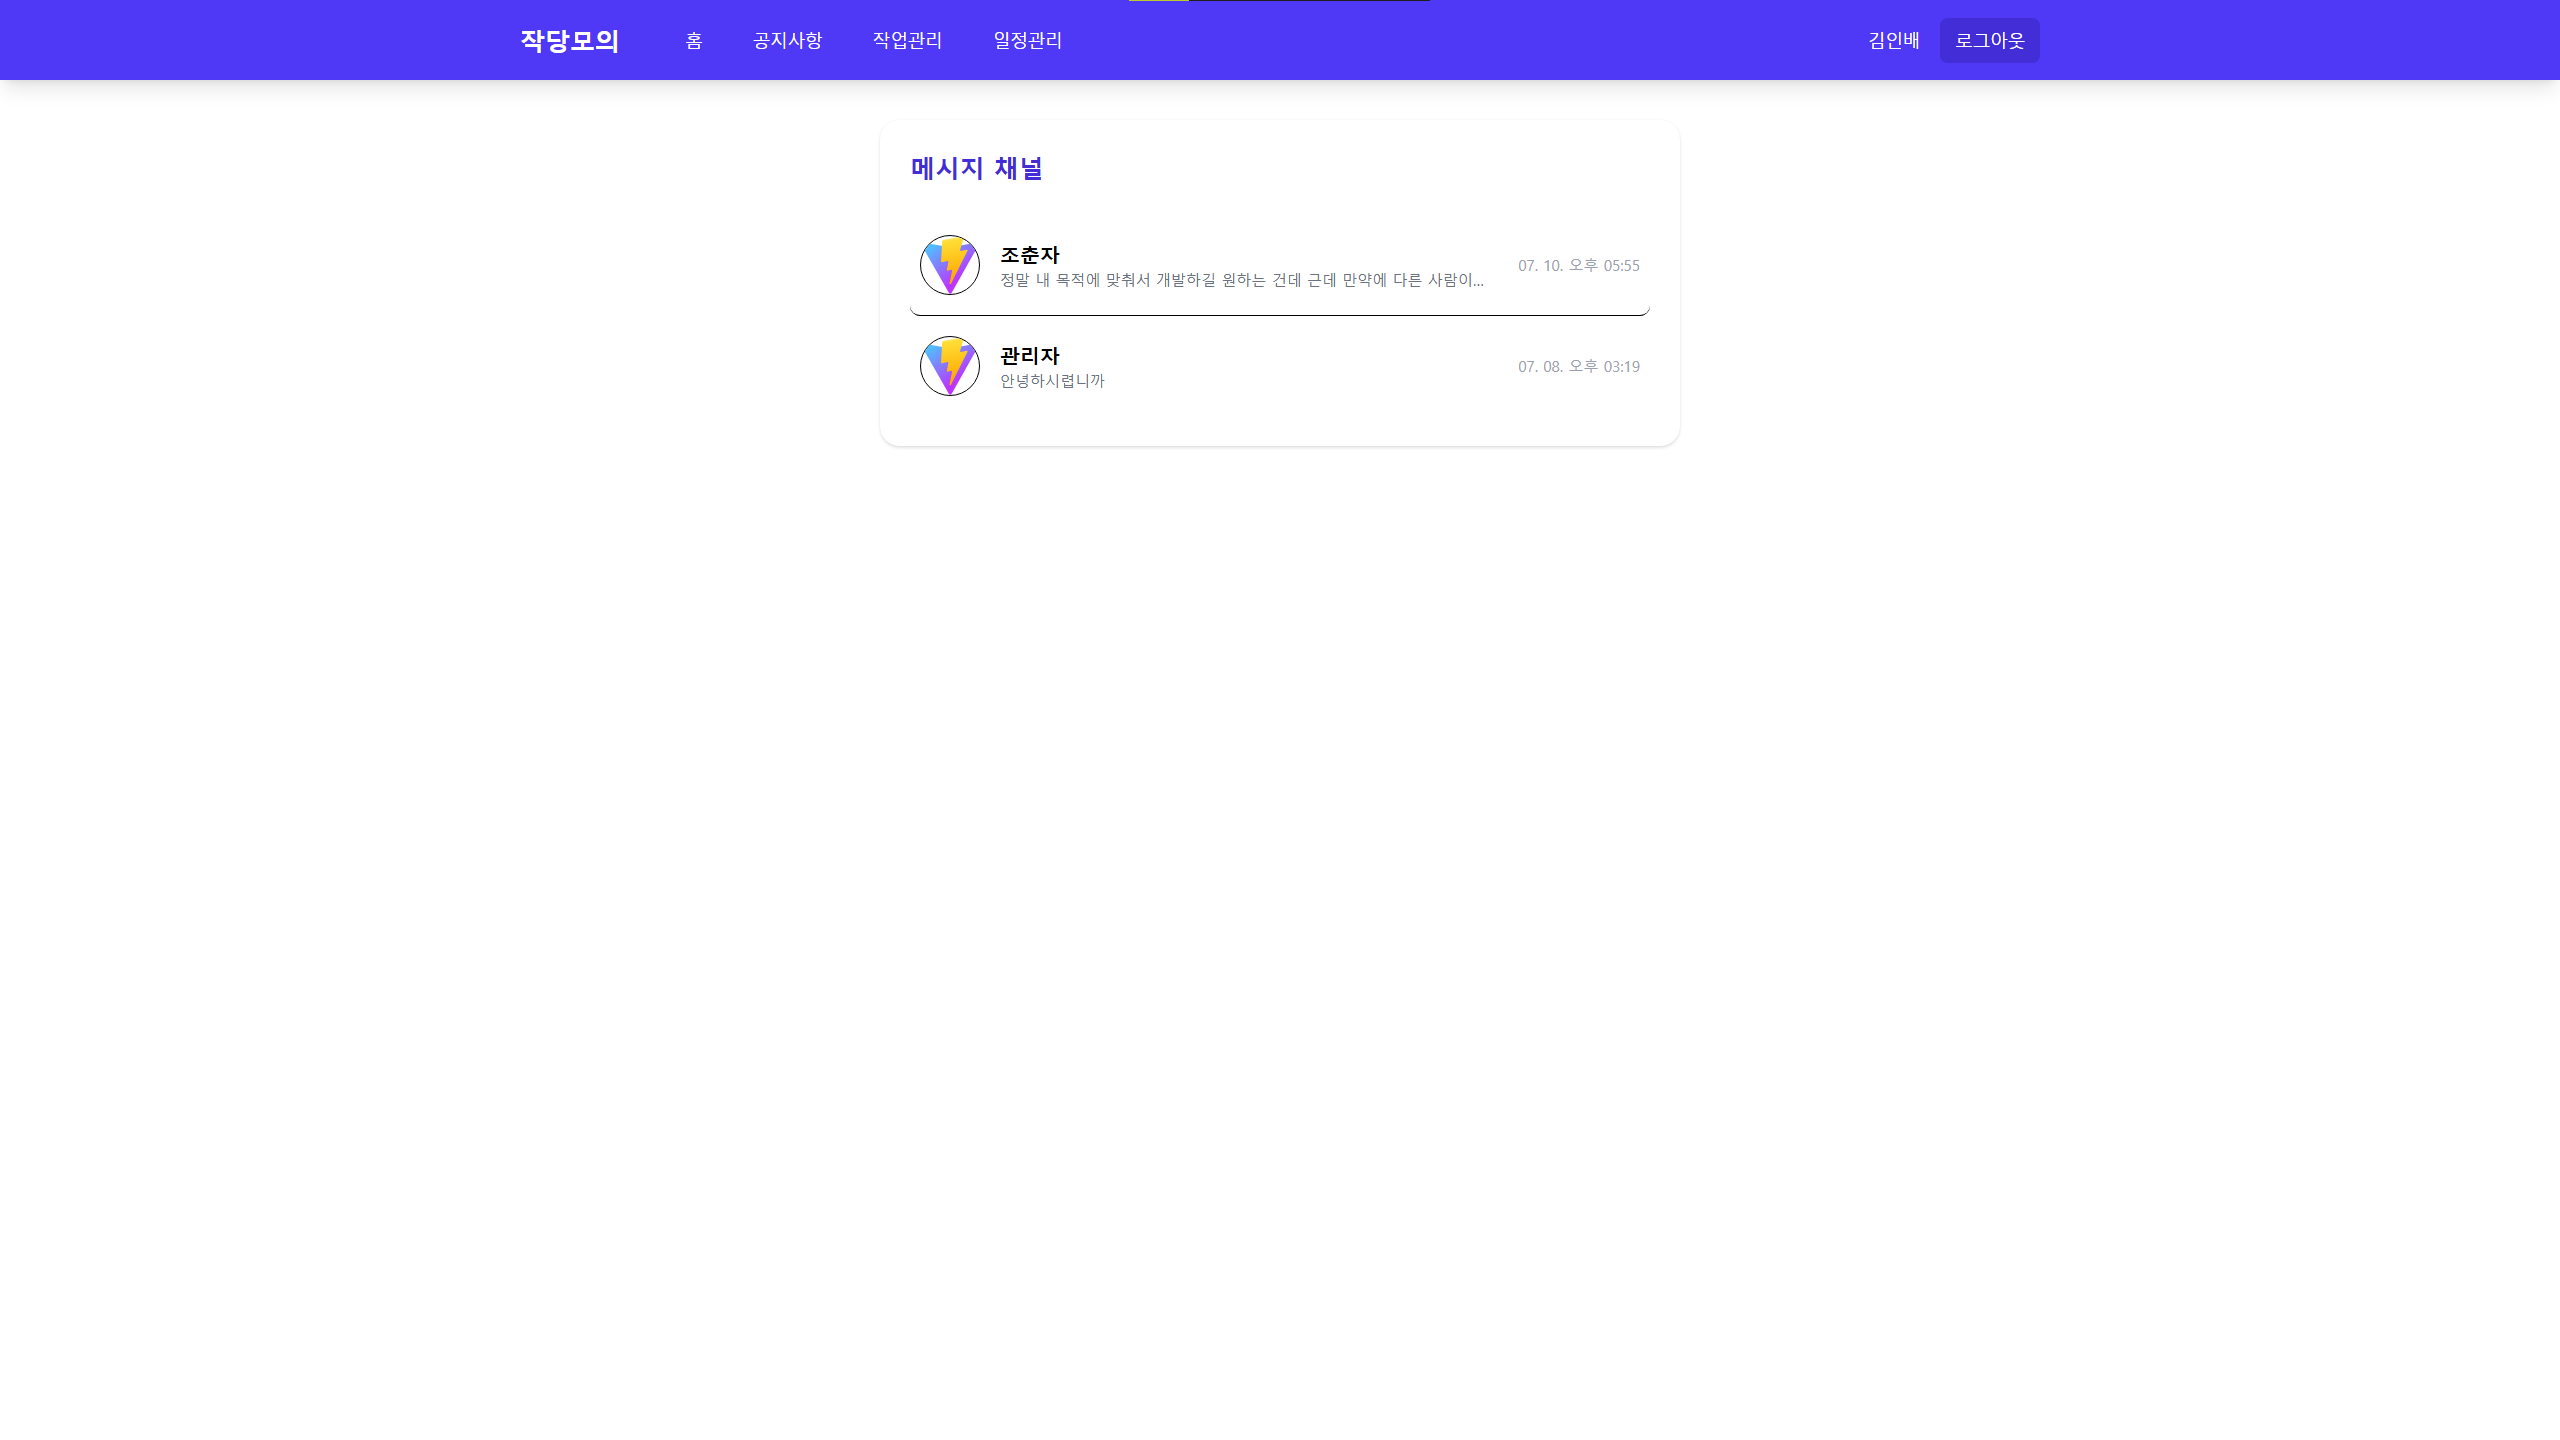 작당모의 홈 공지사항 작업관리 일정관리 김인배 로그아웃
메시지 채널
조춘자
정말 내 목적에 맞춰서 개발하길 원하는 건데 근데 만약에 다른 사람이...
07. 10. 오후 05:55
관리자
안녕하시렵니까
07. 08. 오후 03:19